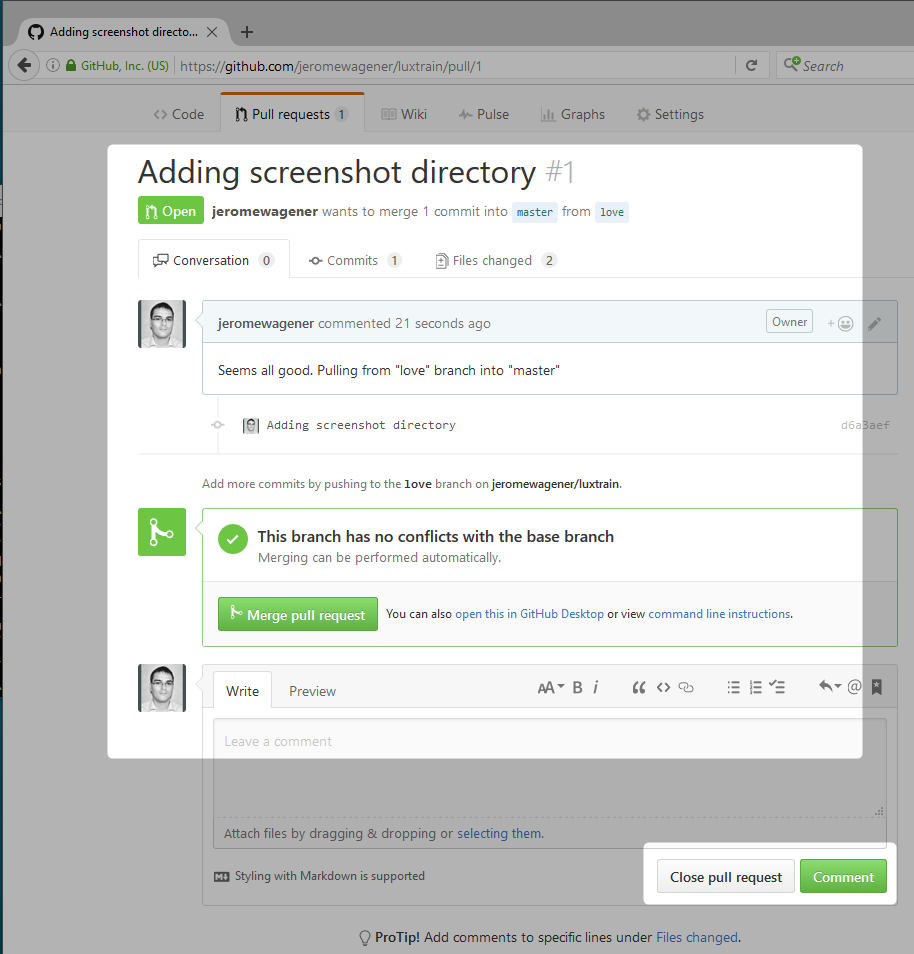 Adding screenshot directo...
GitHub, Inc. (US) https://github.com/jeromewagener/luxtrain/pull/1 Search
Code Pull requests 1 Wiki Pulse Graphs Settings
Adding screenshot directory #1
Open jeromewagener wants to merge 1 commit into master from love
Conversation 0 Commits 1 Files changed 2
jeromewagener commented 21 seconds ago Owner
Seems all good. Pulling from "love" branch into "master"
Adding screenshot directory d6a3aef
Add more commits by pushing to the love branch on jeromewagener/luxtrain.
This branch has no conflicts with the base branch
Merging can be performed automatically.
Merge pull request You can also open this in GitHub Desktop or view command line instructions.
Write Preview AA B i
Leave a comment
Attach files by dragging & dropping or selecting them.
Styling with Markdown is supported
Close pull request Comment
ProTip! Add comments to specific lines under Files changed.